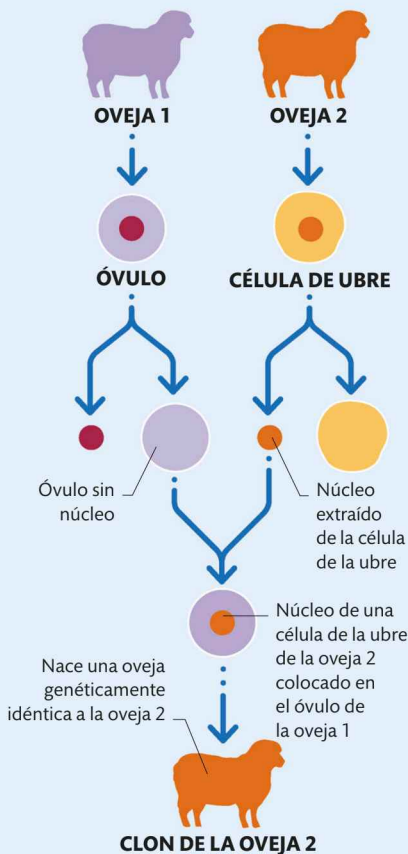 OVEJA 1
OVEJA 2
ÓVULO
CÉLULA DE UBRE
Óvulo sin
núcleo
Núcleo
extraído
de la célula
de la ubre
Núcleo de una
célula de la ubre
de la oveja 2
colocado en
el óvulo de
la oveja 1
Nace una oveja
genéticamente
idéntica a la oveja 2
CLON DE LA OVEJA 2